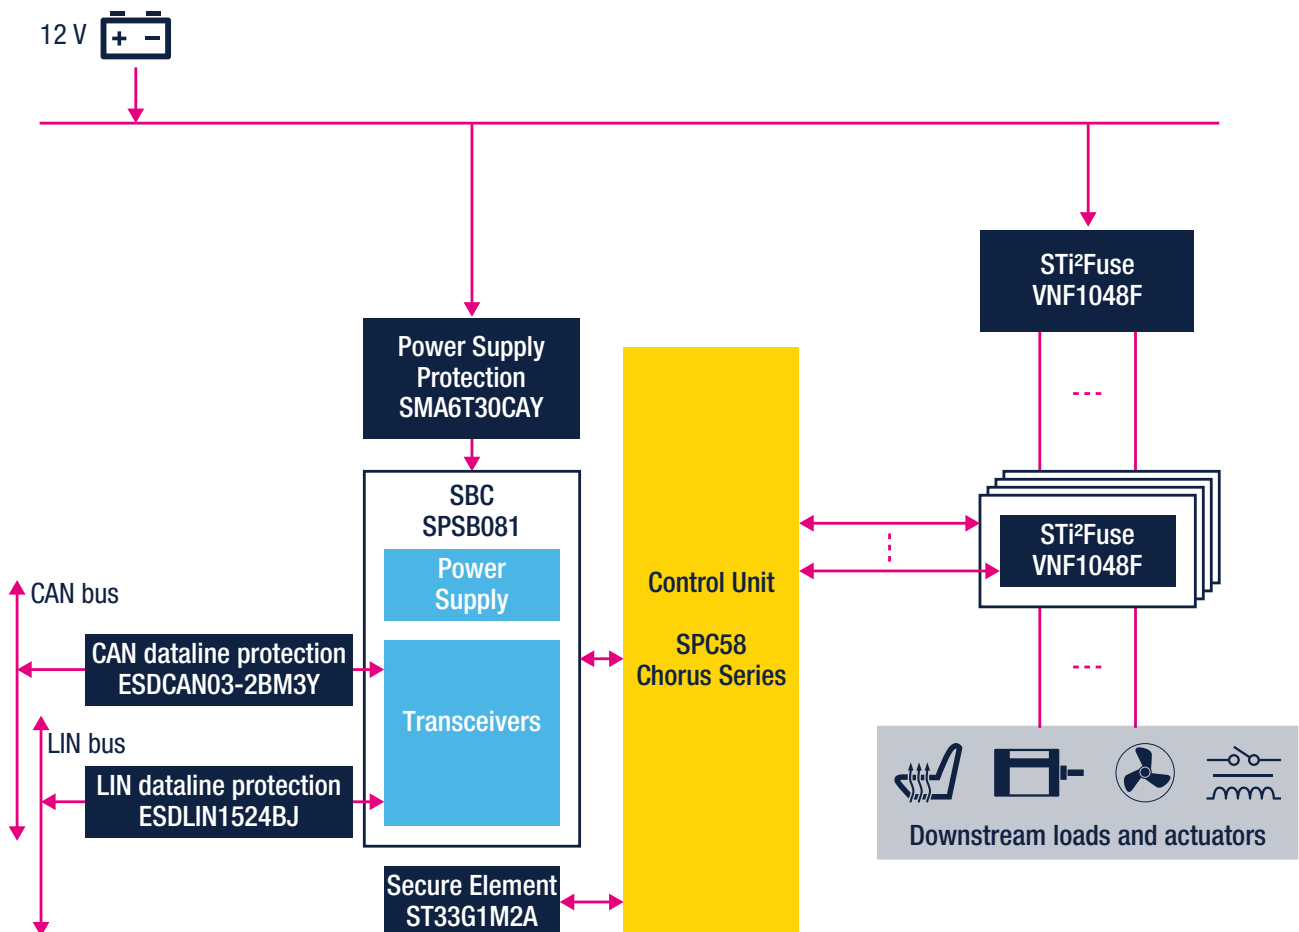 12 V
+ −
STi²Fuse
VNF1048F
Power Supply
Protection
SMA6T30CAY
SBC
SPSB081
Power
Supply
Transceivers
CAN bus
CAN dataline protection
ESDCAN03-2BM3Y
LIN bus
LIN dataline protection
ESDLIN1524BJ
Secure Element
ST33G1M2A
Control Unit
SPC58
Chorus Series
STi²Fuse
VNF1048F
Downstream loads and actuators